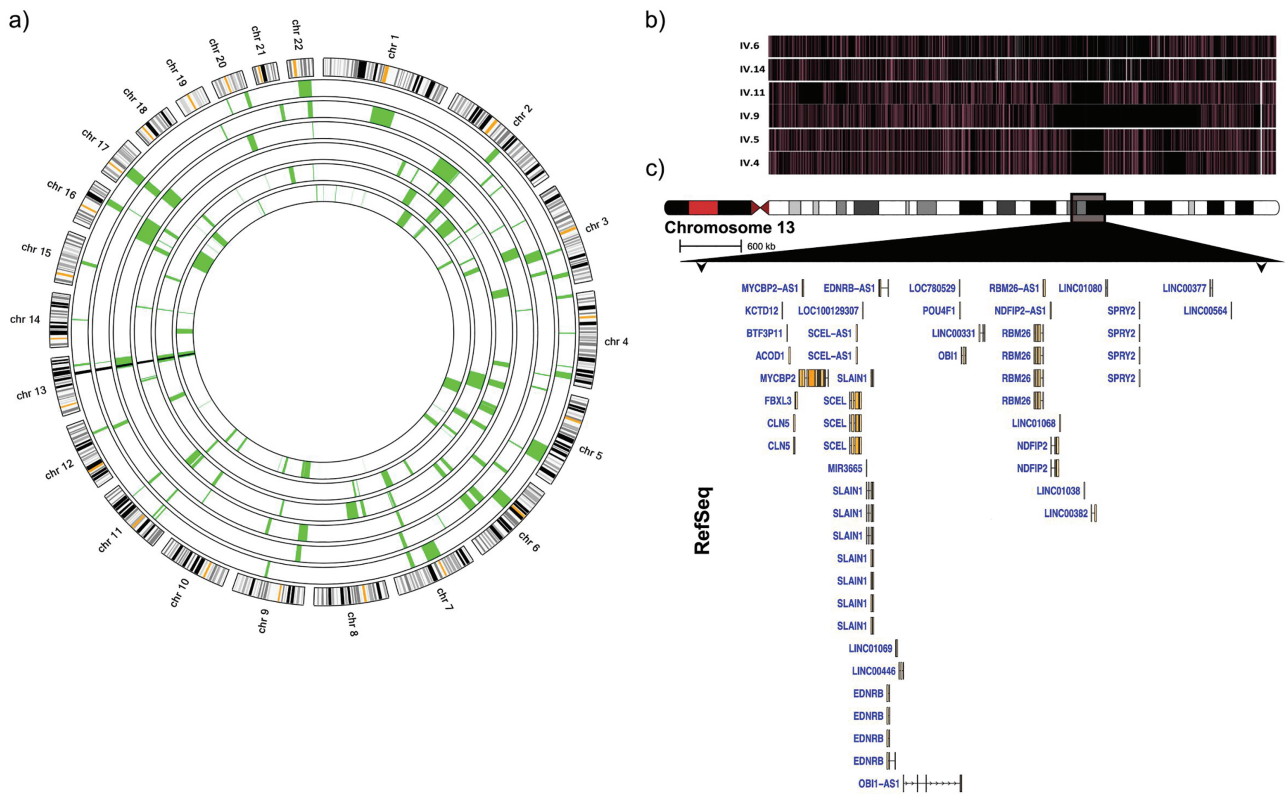 a)
chr 1
chr 2
chr 3
chr 4
chr 5
chr 6
chr 7
chr 8
chr 9
chr 10
chr 11
chr 12
chr 13
chr 14
chr 15
chr 16
chr 17
chr 18
chr 19
chr 20
chr 21
chr 22
b)
IV.6
IV.14
IV.11
IV.9
IV.5
IV.4
c)
Chromosome 13
600 kb
MYCBP2-AS1 EDNRB-AS1 LOC780529 RBM26-AS1 LINC01080 LINC00377
KCTD12 LOC100129307 POU4F1 NDFIP2-AS1 SPRY2 LINC00564
BTF3P11 SCEL-AS1 LINC00331 RBM26 SPRY2
ACOD1 SCEL-AS1 OBI1 RBM26 SPRY2
MYCBP2 SLAIN1 RBM26 SPRY2
FBXL3 SCEL RBM26
CLN5 SCEL LINC01068
CLN5 SCEL NDFIP2
MIR3665 NDFIP2
SLAIN1 LINC01038
SLAIN1 LINC00382
SLAIN1
SLAIN1
SLAIN1
SLAIN1
SLAIN1
LINC01069
LINC00446
EDNRB
EDNRB
EDNRB
EDNRB
OBI1-AS1
RefSeq